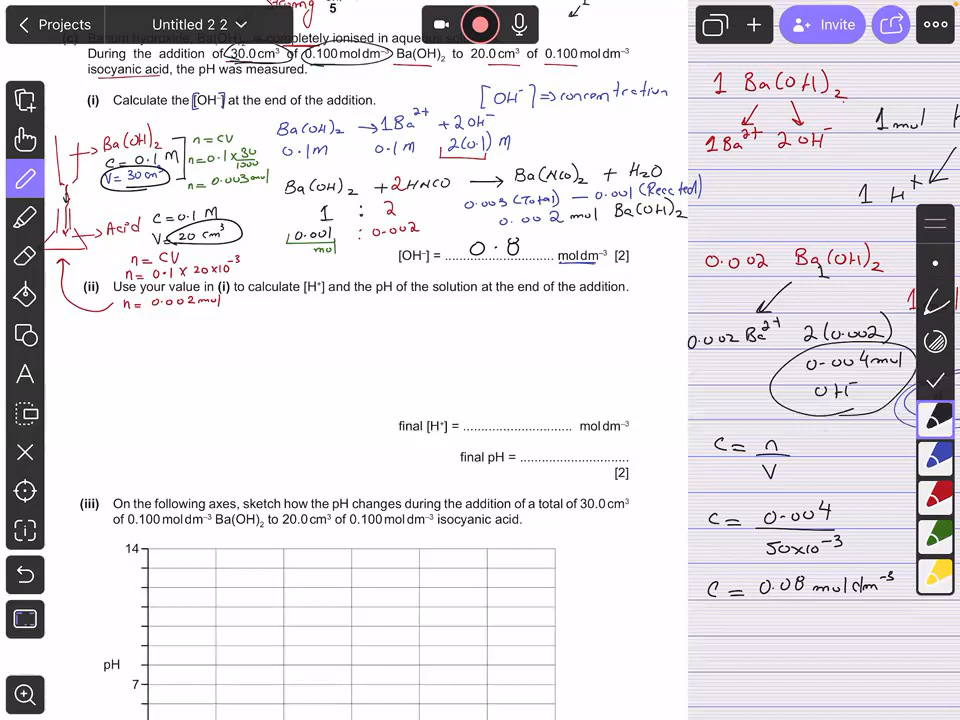 Projects
Untitled 2 2
Invite
5
(c) Barium hydroxide, Ba(OH)2, is completely ionised in aqueous
During the addition of 30.0 cm³ of 0.100 mol dm⁻³ Ba(OH)₂ to 20.0 cm³ of 0.100 mol dm⁻³
isocyanic acid, the pH was measured.
(i) Calculate the [OH⁻] at the end of the addition.
[OH⁻] ⇒ concentration
Ba(OH)₂
C = 0.1 M
V = 30 cm³
n = CV
n = 0.1 × 30/1000
n = 0.003 mol
Ba(OH)₂ → 1Ba²⁺ + 2OH⁻
0.1M 0.1 M 2(0.1) M
Ba(OH)₂ + 2HNCO → Ba(NCO)₂ + H₂O
1 : 2
0.001 : 0.002
mol
0.003 (Total) — 0.001 (Reacted)
0.002 mol Ba(OH)₂
Acid
C = 0.1 M
V = 20 cm³
n = CV
n = 0.1 × 20×10⁻³
n = 0.002 mol
[OH⁻] = ........ 0.8 ........ mol dm⁻³ [2]
(ii) Use your value in (i) to calculate [H⁺] and the pH of the solution at the end of the addition.
final [H⁺] = ............................ mol dm⁻³
final pH = ............................
[2]
(iii) On the following axes, sketch how the pH changes during the addition of a total of 30.0 cm³
of 0.100 mol dm⁻³ Ba(OH)₂ to 20.0 cm³ of 0.100 mol dm⁻³ isocyanic acid.
14
pH
7
1 Ba(OH)₂
1Ba²⁺ 2OH⁻
1mol
1 H⁺
0.002 Ba(OH)₂
1
0.002 Ba²⁺ 2(0.002)
0.004 mol
OH⁻
C = n/V
C = 0.004/50×10⁻³
C = 0.08 mol dm⁻³